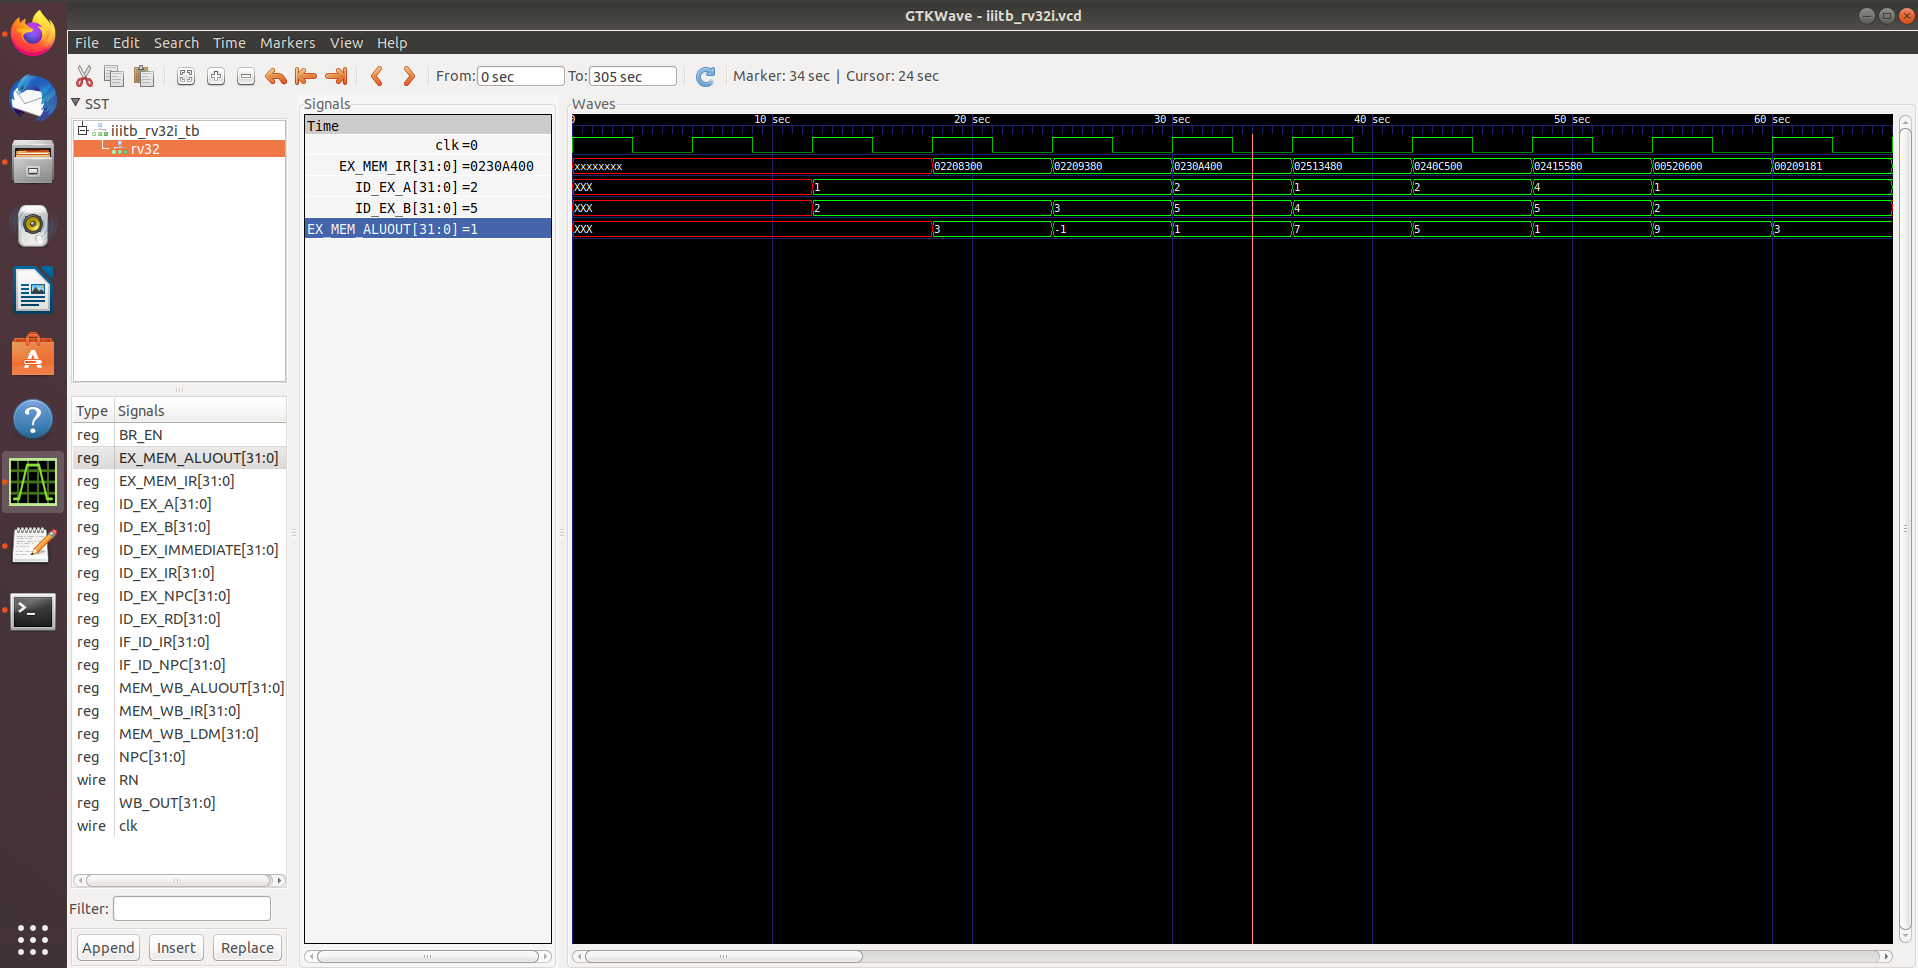 GTKWave - iiitb_rv32i.vcd
File Edit Search Time Markers View Help
From: 0 sec To: 305 sec Marker: 34 sec | Cursor: 24 sec
SST
iiitb_rv32i_tb
rv32
Type Signals
reg BR_EN
reg EX_MEM_ALUOUT[31:0]
reg EX_MEM_IR[31:0]
reg ID_EX_A[31:0]
reg ID_EX_B[31:0]
reg ID_EX_IMMEDIATE[31:0]
reg ID_EX_IR[31:0]
reg ID_EX_NPC[31:0]
reg ID_EX_RD[31:0]
reg IF_ID_IR[31:0]
reg IF_ID_NPC[31:0]
reg MEM_WB_ALUOUT[31:0]
reg MEM_WB_IR[31:0]
reg MEM_WB_LDM[31:0]
reg NPC[31:0]
wire RN
reg WB_OUT[31:0]
wire clk
Filter:
Append Insert Replace
Signals
Time
clk =0
EX_MEM_IR[31:0] =0230A400
ID_EX_A[31:0] =2
ID_EX_B[31:0] =5
EX_MEM_ALUOUT[31:0] =1
Waves
0 10 sec 20 sec 30 sec 40 sec 50 sec 60 sec
xxxxxxxx 02208300 02209380 0230A400 02513480 0240C500 02415580 00520600 00209181
XXX 1 2 1 2 4 1
XXX 2 3 5 4 5 2
XXX 3 -1 1 7 5 1 9 3